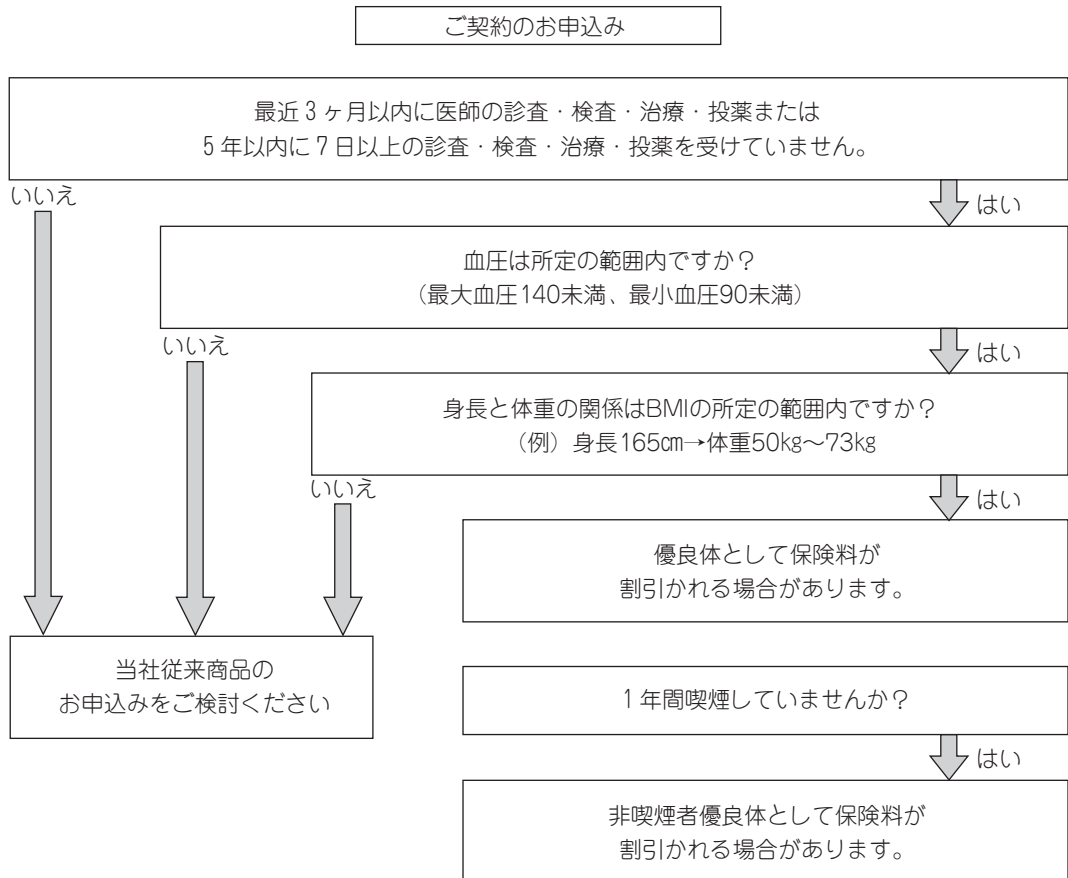 ご契約のお申込み
最近3ヶ月以内に医師の診査・検査・治療・投薬または
5年以内に7日以上の診査・検査・治療・投薬を受けていません。
いいえ
はい
血圧は所定の範囲内ですか？
（最大血圧140未満、最小血圧90未満）
いいえ
はい
身長と体重の関係はBMIの所定の範囲内ですか？
（例）身長165㎝→体重50㎏～73㎏
いいえ
はい
優良体として保険料が
割引かれる場合があります。
当社従来商品の
お申込みをご検討ください
1年間喫煙していませんか？
はい
非喫煙者優良体として保険料が
割引かれる場合があります。